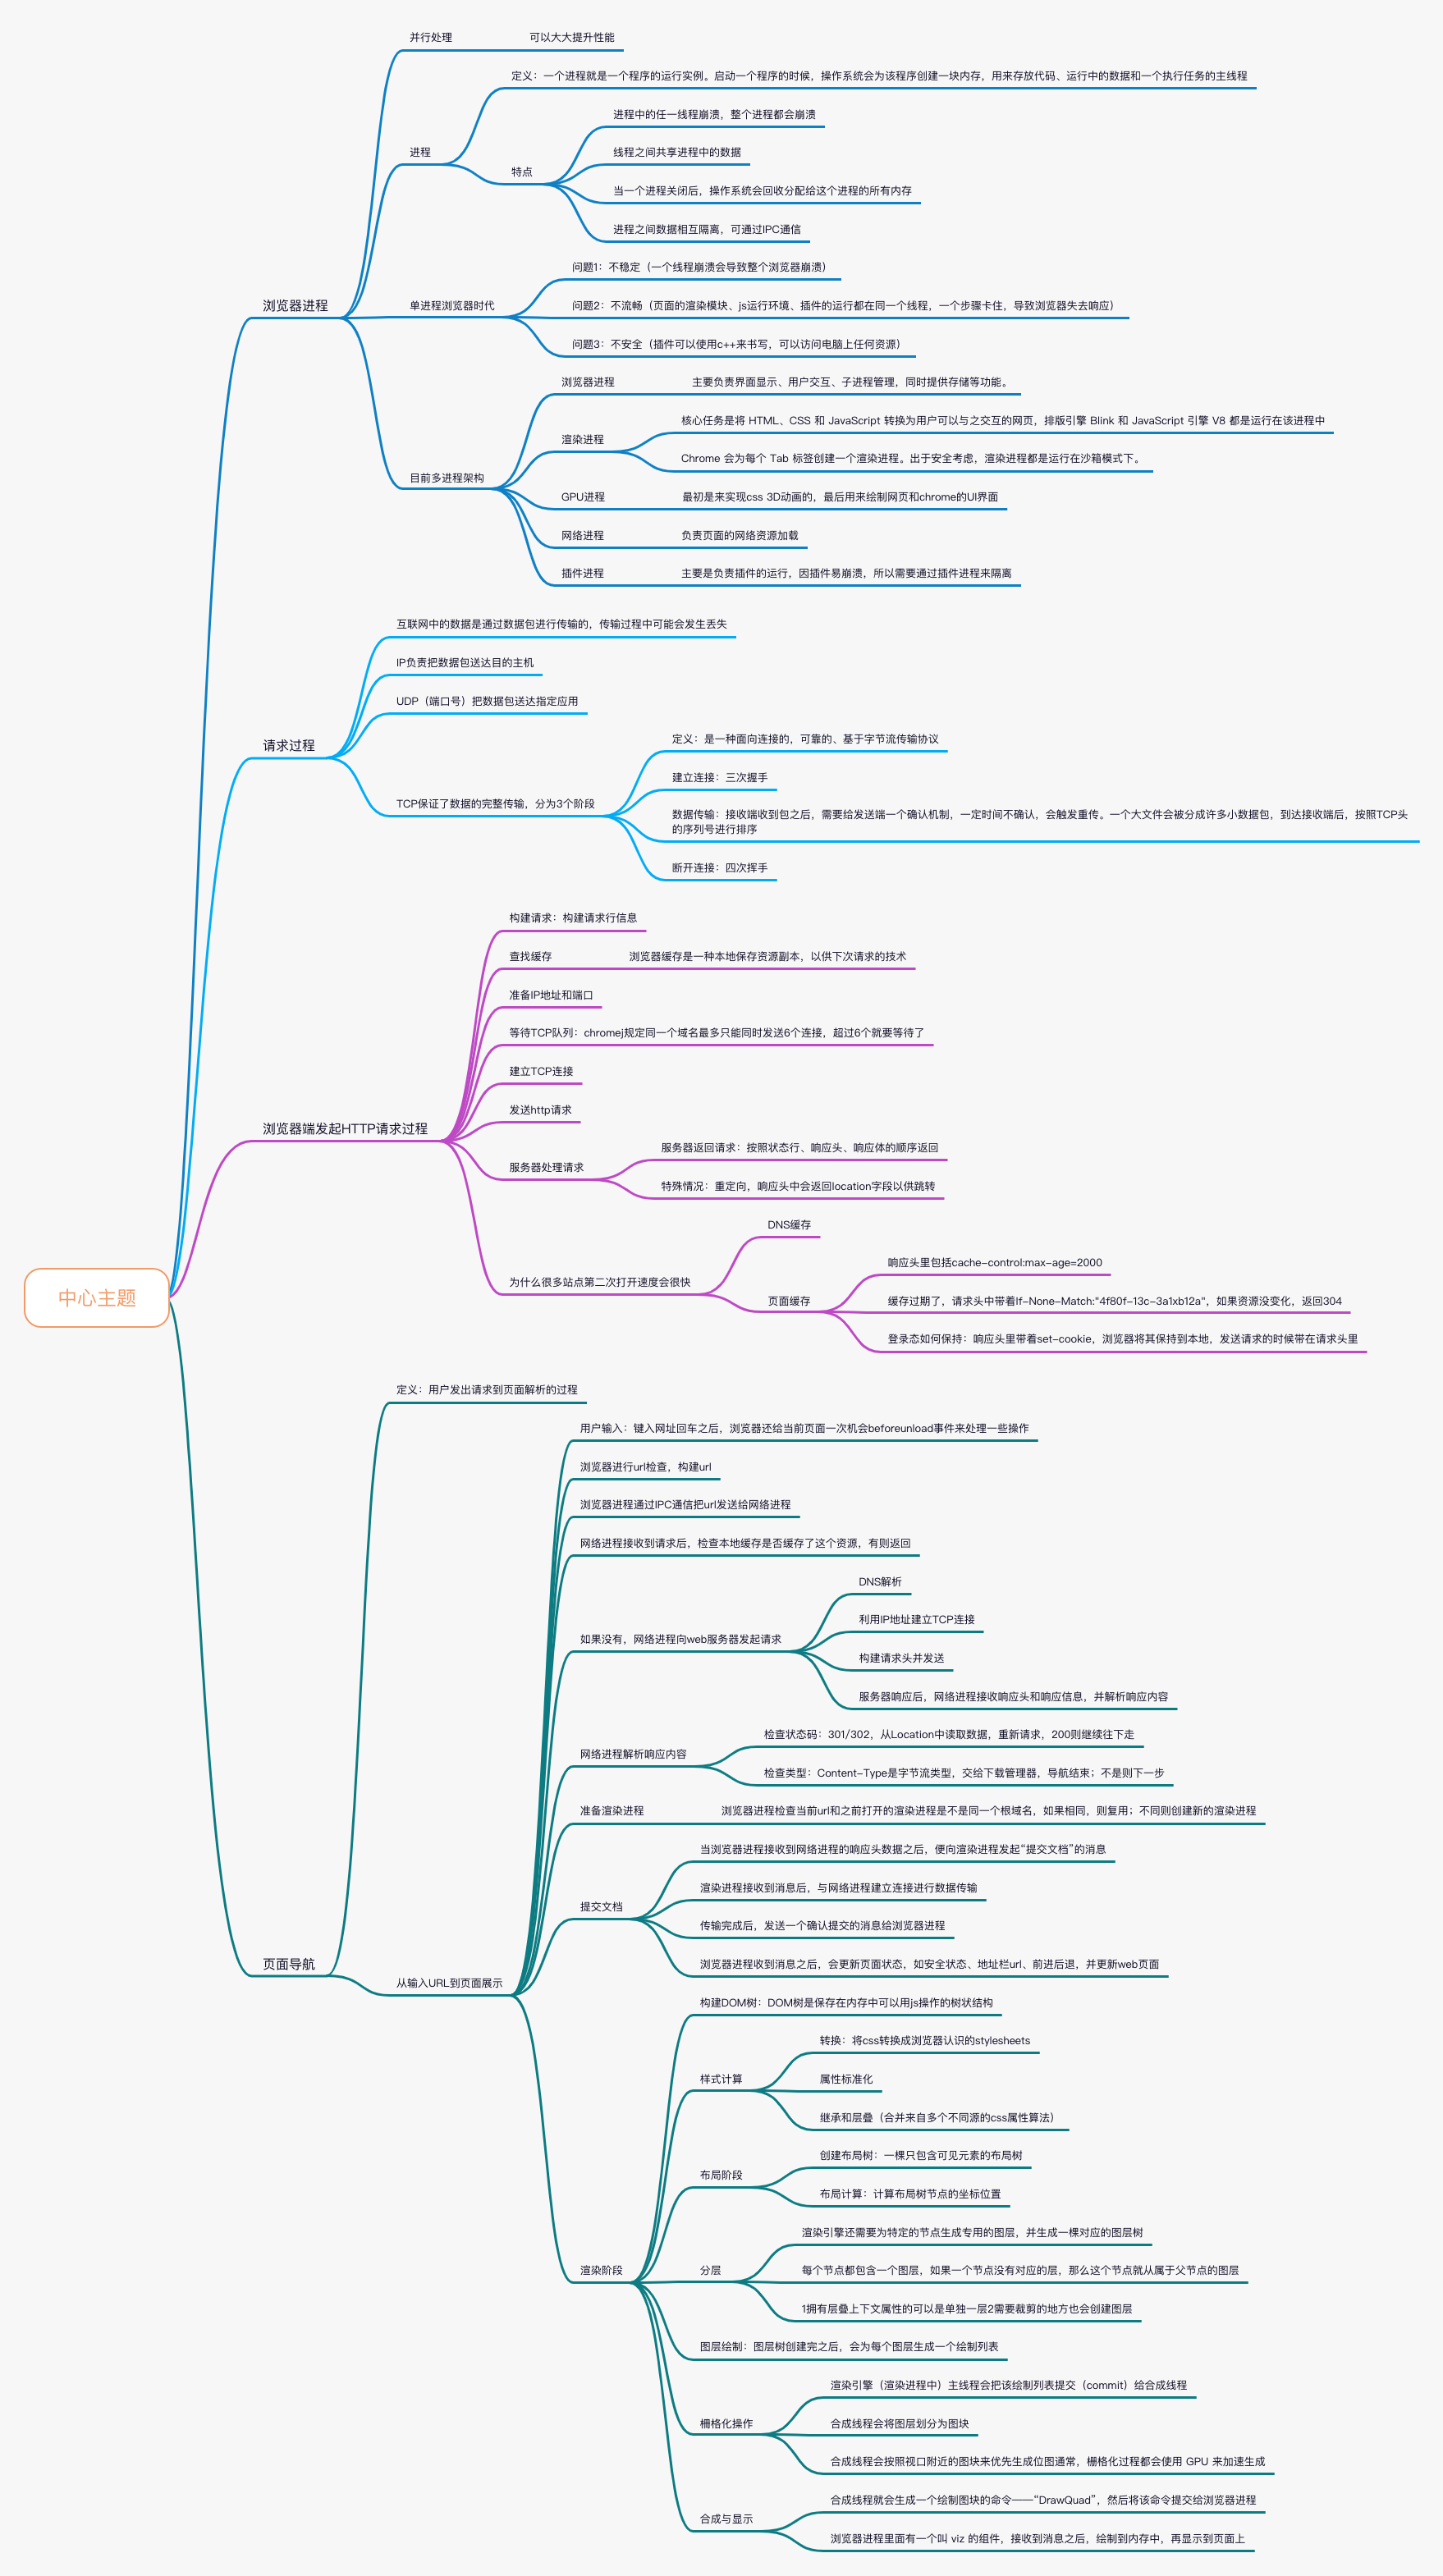 并行处理
可以大大提升性能
定义：一个进程就是一个程序的运行实例。启动一个程序的时候，操作系统会为该程序创建一块内存，用来存放代码、运行中的数据和一个执行任务的主线程
进程中的任一线程崩溃，整个进程都会崩溃
进程
线程之间共享进程中的数据
特点
当一个进程关闭后，操作系统会回收分配给这个进程的所有内存
进程之间数据相互隔离，可通过IPC通信
浏览器进程
问题1：不稳定（一个线程崩溃会导致整个浏览器崩溃）
单进程浏览器时代
问题2：不流畅（页面的渲染模块、js运行环境、插件的运行都在同一个线程，一个步骤卡住，导致浏览器失去响应）
问题3：不安全（插件可以使用c++来书写，可以访问电脑上任何资源）
浏览器进程
主要负责界面显示、用户交互、子进程管理，同时提供存储等功能。
核心任务是将 HTML、CSS 和 JavaScript 转换为用户可以与之交互的网页，排版引擎 Blink 和 JavaScript 引擎 V8 都是运行在该进程中
渲染进程
Chrome 会为每个 Tab 标签创建一个渲染进程。出于安全考虑，渲染进程都是运行在沙箱模式下。
目前多进程架构
GPU进程
最初是来实现css 3D动画的，最后用来绘制网页和chrome的UI界面
网络进程
负责页面的网络资源加载
插件进程
主要是负责插件的运行，因插件易崩溃，所以需要通过插件进程来隔离
互联网中的数据是通过数据包进行传输的，传输过程中可能会发生丢失
IP负责把数据包送达目的主机
UDP（端口号）把数据包送达指定应用
请求过程
定义：是一种面向连接的，可靠的、基于字节流传输协议
建立连接：三次握手
TCP保证了数据的完整传输，分为3个阶段
数据传输：接收端收到包之后，需要给发送端一个确认机制，一定时间不确认，会触发重传。一个大文件会被分成许多小数据包，到达接收端后，按照TCP头
的序列号进行排序
断开连接：四次挥手
构建请求：构建请求行信息
查找缓存
浏览器缓存是一种本地保存资源副本，以供下次请求的技术
准备IP地址和端口
等待TCP队列：chromej规定同一个域名最多只能同时发送6个连接，超过6个就要等待了
建立TCP连接
发送http请求
浏览器端发起HTTP请求过程
服务器返回请求：按照状态行、响应头、响应体的顺序返回
服务器处理请求
特殊情况：重定向，响应头中会返回location字段以供跳转
DNS缓存
为什么很多站点第二次打开速度会很快
响应头里包括cache-control:max-age=2000
页面缓存
缓存过期了，请求头中带着If-None-Match:"4f80f-13c-3a1xb12a"，如果资源没变化，返回304
登录态如何保持：响应头里带着set-cookie，浏览器将其保持到本地，发送请求的时候带在请求头里
中心主题
定义：用户发出请求到页面解析的过程
用户输入：键入网址回车之后，浏览器还给当前页面一次机会beforeunload事件来处理一些操作
浏览器进行url检查，构建url
浏览器进程通过IPC通信把url发送给网络进程
网络进程接收到请求后，检查本地缓存是否缓存了这个资源，有则返回
DNS解析
利用IP地址建立TCP连接
如果没有，网络进程向web服务器发起请求
构建请求头并发送
服务器响应后，网络进程接收响应头和响应信息，并解析响应内容
检查状态码：301/302，从Location中读取数据，重新请求，200则继续往下走
网络进程解析响应内容
检查类型：Content-Type是字节流类型，交给下载管理器，导航结束；不是则下一步
准备渲染进程
浏览器进程检查当前url和之前打开的渲染进程是不是同一个根域名，如果相同，则复用；不同则创建新的渲染进程
当浏览器进程接收到网络进程的响应头数据之后，便向渲染进程发起“提交文档”的消息
渲染进程接收到消息后，与网络进程建立连接进行数据传输
提交文档
传输完成后，发送一个确认提交的消息给浏览器进程
浏览器进程收到消息之后，会更新页面状态，如安全状态、地址栏url、前进后退，并更新web页面
页面导航
从输入URL到页面展示
构建DOM树：DOM树是保存在内存中可以用js操作的树状结构
转换：将css转换成浏览器认识的stylesheets
样式计算
属性标准化
继承和层叠（合并来自多个不同源的css属性算法）
创建布局树：一棵只包含可见元素的布局树
布局阶段
布局计算：计算布局树节点的坐标位置
渲染引擎还需要为特定的节点生成专用的图层，并生成一棵对应的图层树
渲染阶段
分层
每个节点都包含一个图层，如果一个节点没有对应的层，那么这个节点就从属于父节点的图层
1拥有层叠上下文属性的可以是单独一层2需要裁剪的地方也会创建图层
图层绘制：图层树创建完之后，会为每个图层生成一个绘制列表
渲染引擎（渲染进程中）主线程会把该绘制列表提交（commit）给合成线程
栅格化操作
合成线程会将图层划分为图块
合成线程会按照视口附近的图块来优先生成位图通常，栅格化过程都会使用 GPU 来加速生成
合成线程就会生成一个绘制图块的命令——“DrawQuad”，然后将该命令提交给浏览器进程
合成与显示
浏览器进程里面有一个叫 viz 的组件，接收到消息之后，绘制到内存中，再显示到页面上